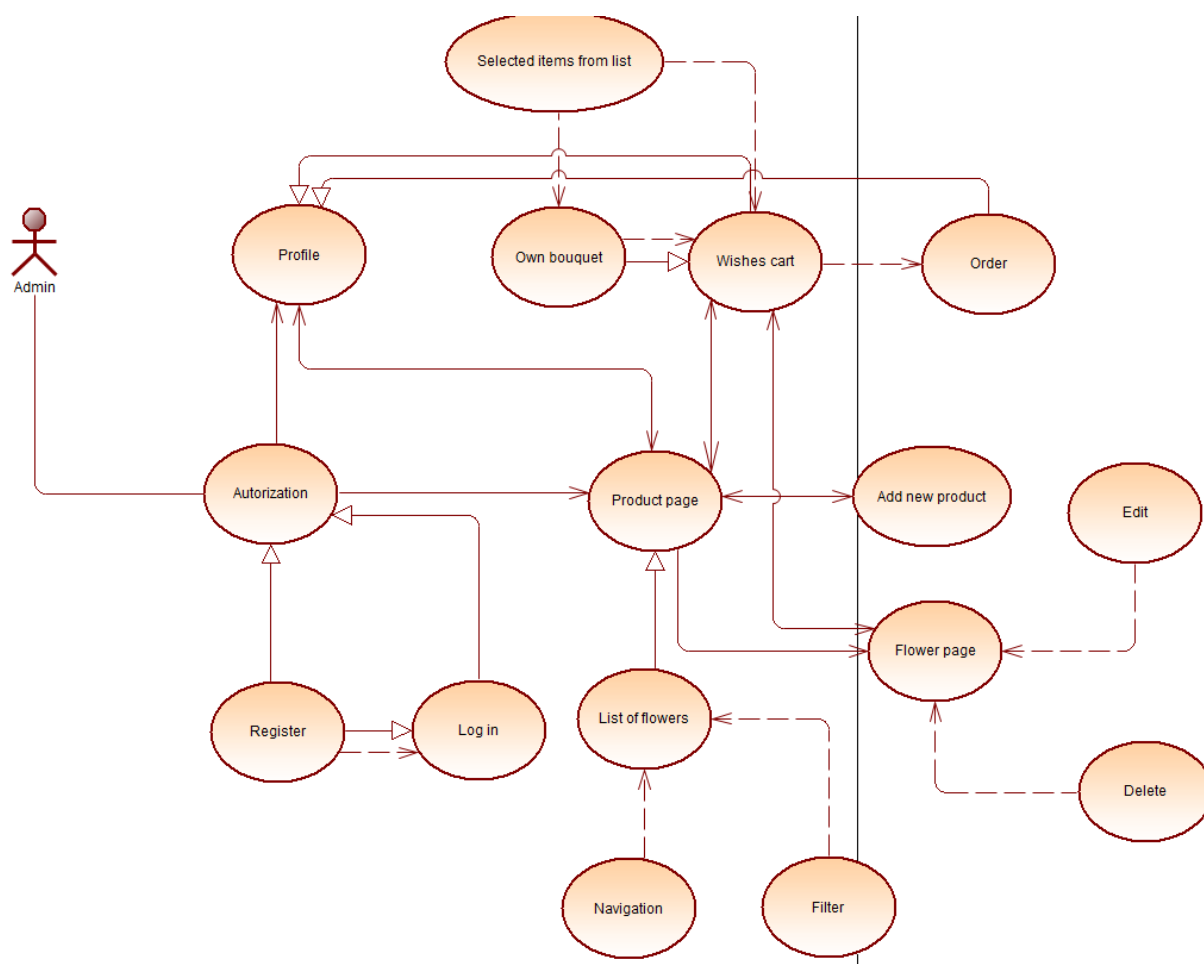 Selected items from list
Profile
Own bouquet
Wishes cart
Order
Admin
Autorization
Product page
Add new product
Edit
Flower page
Register
Log in
List of flowers
Delete
Navigation
Filter